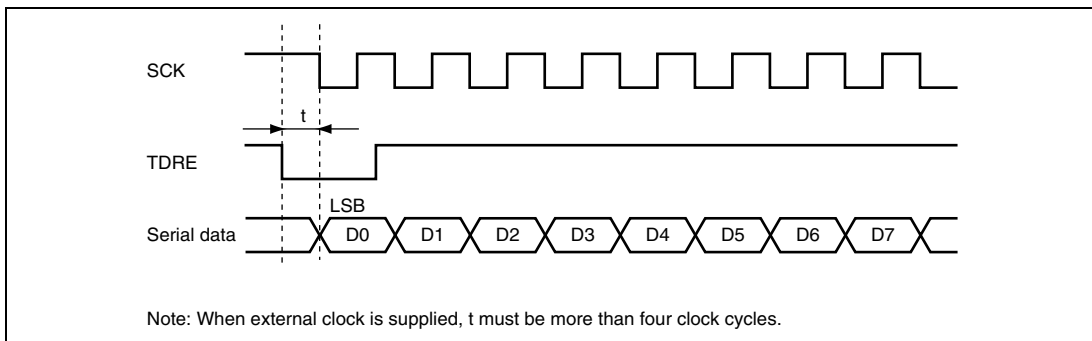 SCK
t
TDRE
LSB
Serial data D0 D1 D2 D3 D4 D5 D6 D7
Note: When external clock is supplied, t must be more than four clock cycles.